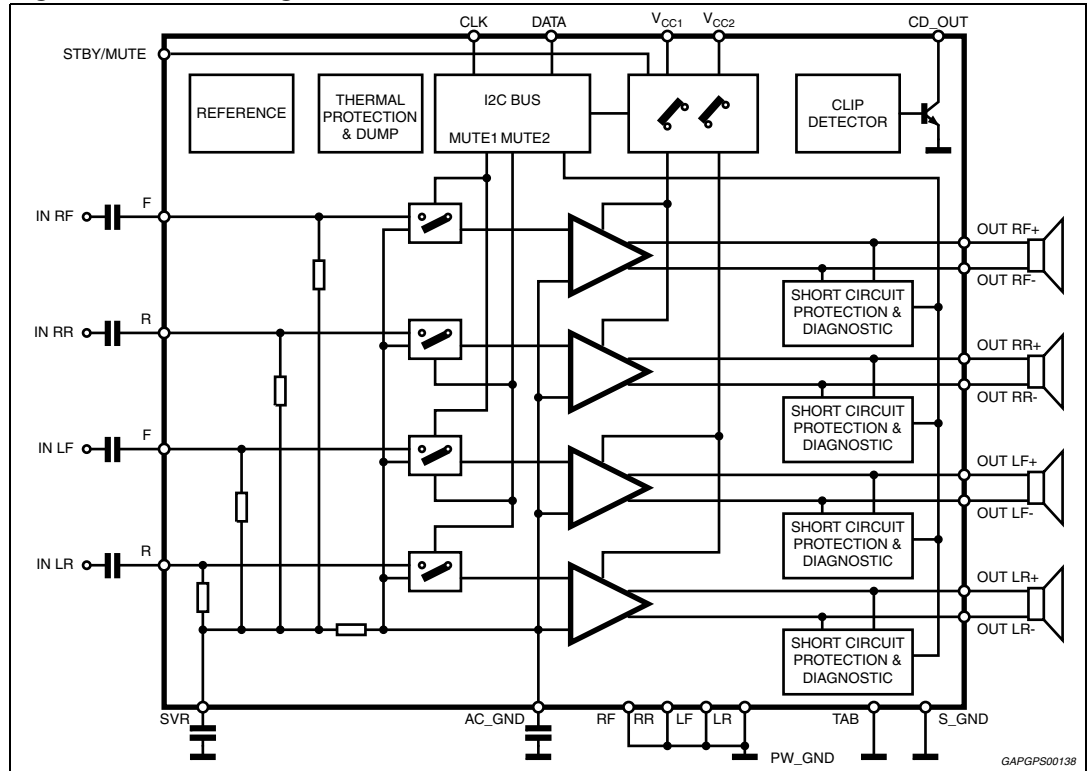 CLK DATA VCC1 VCC2 CD_OUT
STBY/MUTE
REFERENCE
THERMAL
PROTECTION
& DUMP
I2C BUS
MUTE1 MUTE2
CLIP
DETECTOR
IN RF F
OUT RF+
OUT RF-
SHORT CIRCUIT
PROTECTION &
DIAGNOSTIC
IN RR R
OUT RR+
OUT RR-
SHORT CIRCUIT
PROTECTION &
DIAGNOSTIC
IN LF F
OUT LF+
OUT LF-
SHORT CIRCUIT
PROTECTION &
DIAGNOSTIC
IN LR R
OUT LR+
OUT LR-
SHORT CIRCUIT
PROTECTION &
DIAGNOSTIC
SVR AC_GND RF RR LF LR TAB S_GND
PW_GND
GAPGPS00138